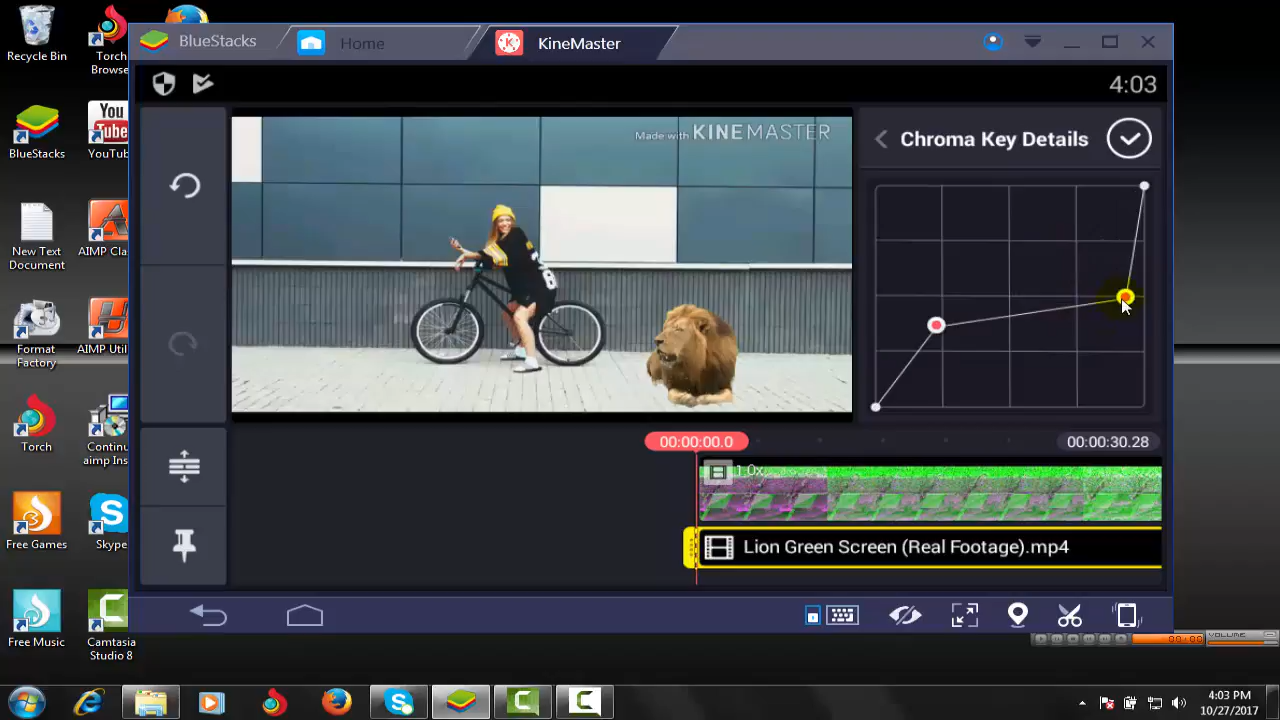 Recycle Bin
Torch
Browse
BlueStacks
YouTub
You
Tube
New Text
Document
AIMP Cla
Format
Factory
AIMP Util
Torch
Continu
aimp Ins
Free Games
Skype
Free Music
Camtasia
Studio 8
BlueStacks
Home
KineMaster
4:03
Made with KINEMASTER
Chroma Key Details
00:00:00.0
00:00:30.28
1.0x
Lion Green Screen (Real Footage).mp4
VOLUME
4:03 PM
10/27/2017